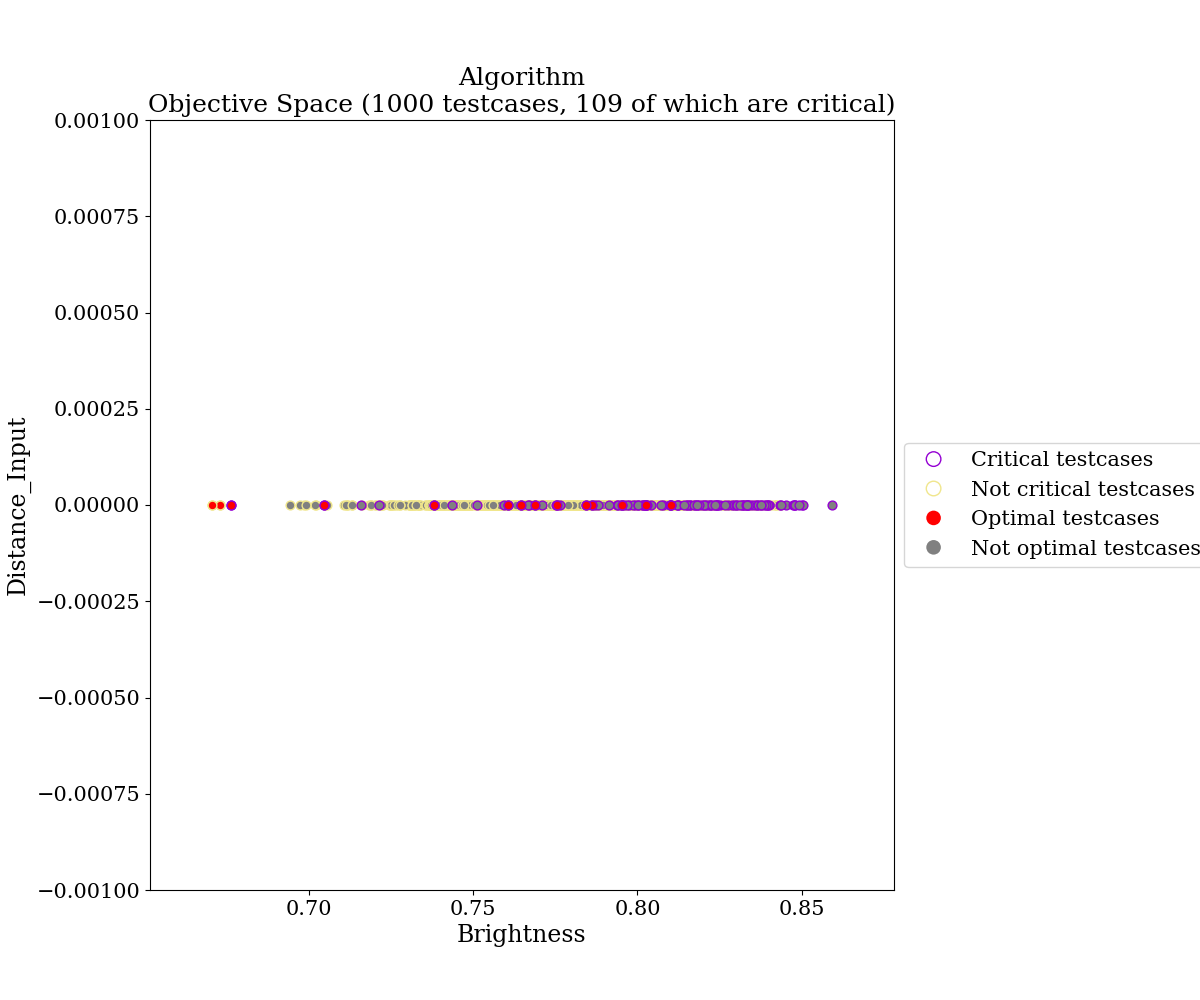 Algorithm
Objective Space (1000 testcases, 109 of which are critical)
0.00100
0.00075
0.00050
0.00025
0.00000
−0.00025
−0.00050
−0.00075
−0.00100
Distance_Input
0.70 0.75 0.80 0.85
Brightness
Critical testcases
Not critical testcases
Optimal testcases
Not optimal testcases